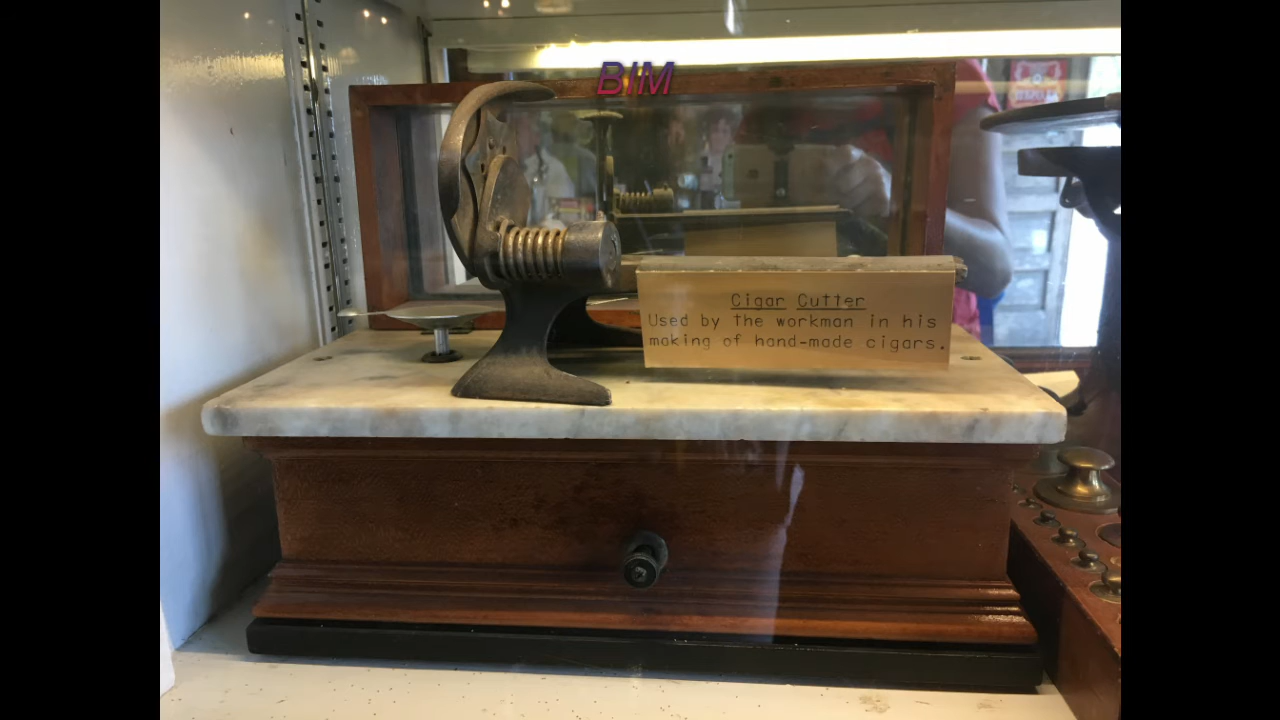 BIM
Cigar Cutter
Used by the workman in his
making of hand-made cigars.